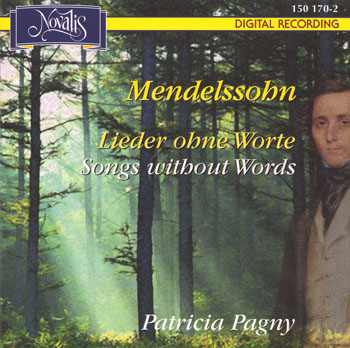 Novalis
150 170-2
DIGITAL RECORDING
Mendelssohn
Lieder ohne Worte
Songs without Words
Patricia Pagny